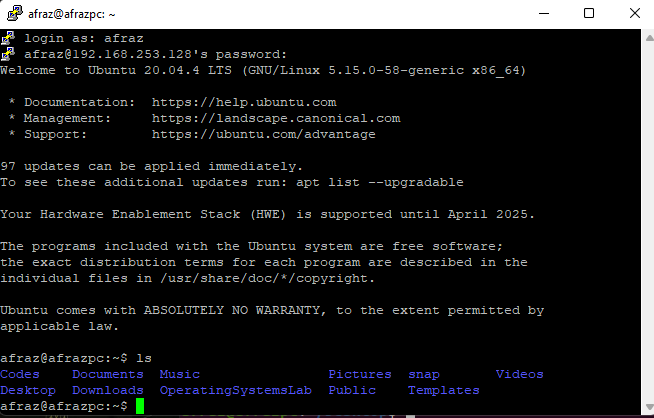 afraz@afrazpc: ~
login as: afraz
afraz@192.168.253.128's password:
Welcome to Ubuntu 20.04.4 LTS (GNU/Linux 5.15.0-58-generic x86_64)
* Documentation:  https://help.ubuntu.com
* Management:     https://landscape.canonical.com
* Support:        https://ubuntu.com/advantage
97 updates can be applied immediately.
To see these additional updates run: apt list --upgradable
Your Hardware Enablement Stack (HWE) is supported until April 2025.
The programs included with the Ubuntu system are free software;
the exact distribution terms for each program are described in the
individual files in /usr/share/doc/*/copyright.
Ubuntu comes with ABSOLUTELY NO WARRANTY, to the extent permitted by
applicable law.
afraz@afrazpc:~$ ls
Codes    Documents  Music                Pictures  snap       Videos
Desktop  Downloads  OperatingSystemsLab  Public    Templates
afraz@afrazpc:~$